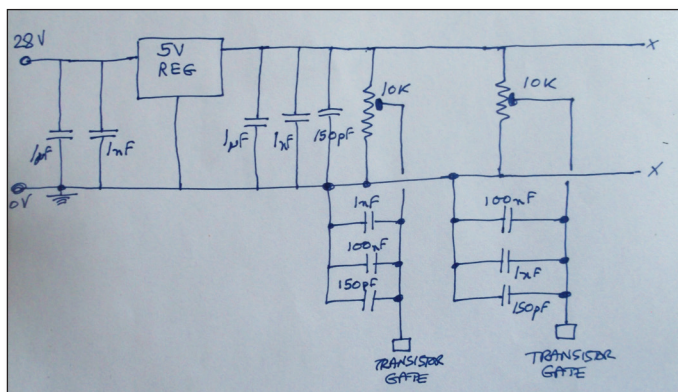 28V
5V
REG
x
10K
10K
1µF
1nF
1µF
1nF
150pF
x
0V
1nF
100nF
100nF
1nF
150pF
150pF
TRANSISTOR
GATE
TRANSISTOR
GATE